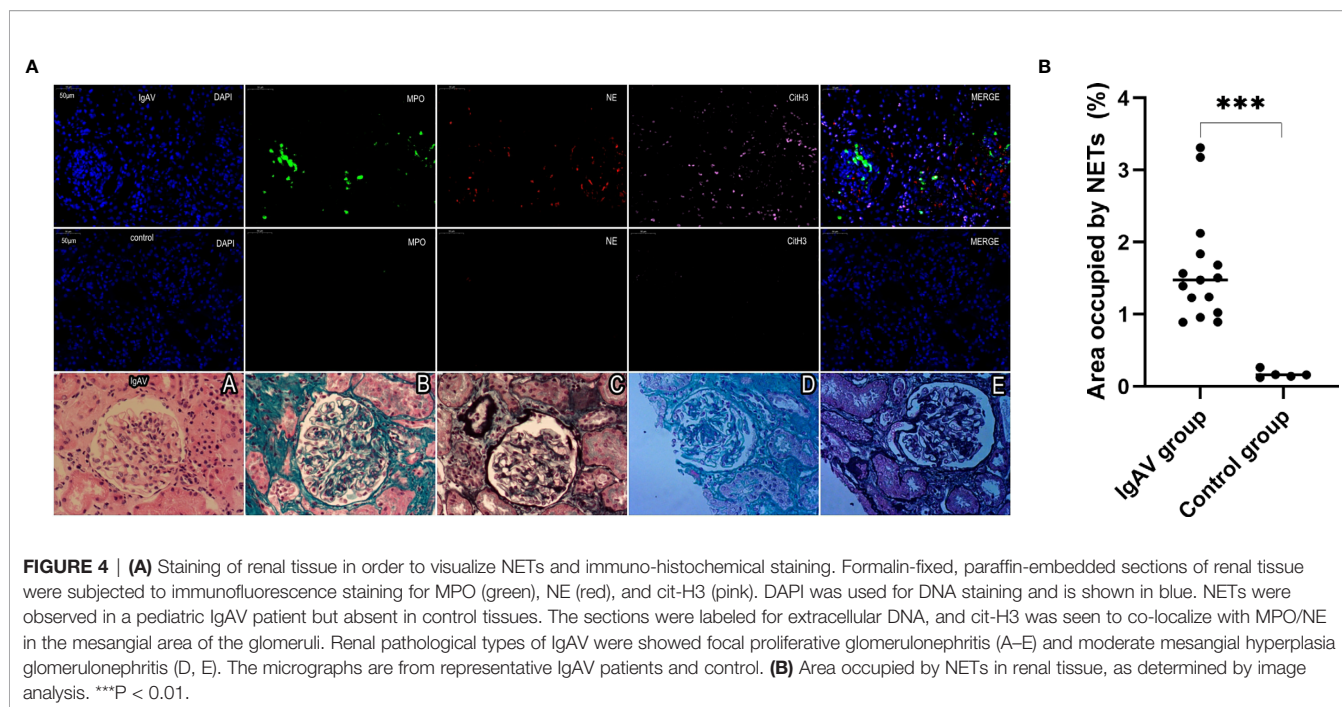 A
B
50μm
IgAV
DAPI
MPO
NE
CitH3
MERGE
50μm
control
DAPI
MPO
NE
CitH3
MERGE
IgAV
A
B
C
D
E
Area occupied by NETs (%)
4
3
2
1
0
***
IgAV group
Control group
FIGURE 4 | (A) Staining of renal tissue in order to visualize NETs and immuno-histochemical staining. Formalin-fixed, paraffin-embedded sections of renal tissue
were subjected to immunofluorescence staining for MPO (green), NE (red), and cit-H3 (pink). DAPI was used for DNA staining and is shown in blue. NETs were
observed in a pediatric IgAV patient but absent in control tissues. The sections were labeled for extracellular DNA, and cit-H3 was seen to co-localize with MPO/NE
in the mesangial area of the glomeruli. Renal pathological types of IgAV were showed focal proliferative glomerulonephritis (A–E) and moderate mesangial hyperplasia
glomerulonephritis (D, E). The micrographs are from representative IgAV patients and control. (B) Area occupied by NETs in renal tissue, as determined by image
analysis. ***P < 0.01.